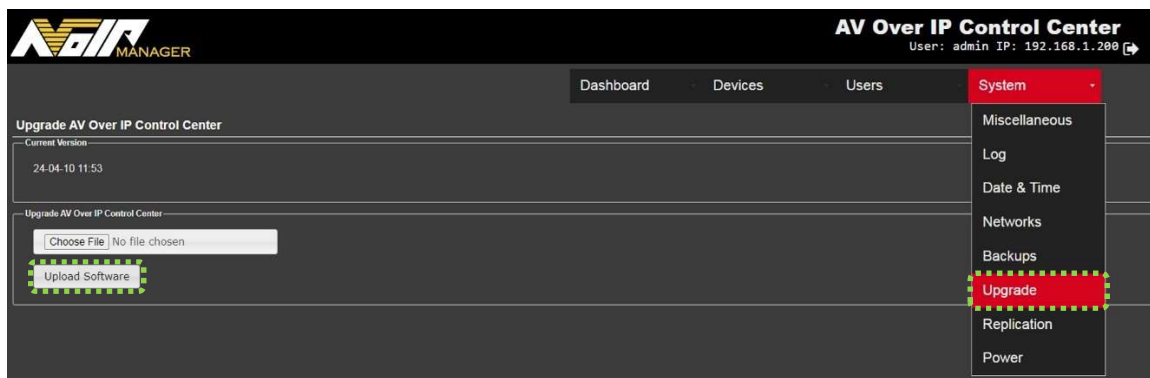 AVoIP MANAGER
AV Over IP Control Center
User: admin IP: 192.168.1.200
Dashboard Devices Users System
Upgrade AV Over IP Control Center
Current Version
24-04-10 11:53
Upgrade AV Over IP Control Center
Choose File No file chosen
Upload Software
Miscellaneous
Log
Date & Time
Networks
Backups
Upgrade
Replication
Power